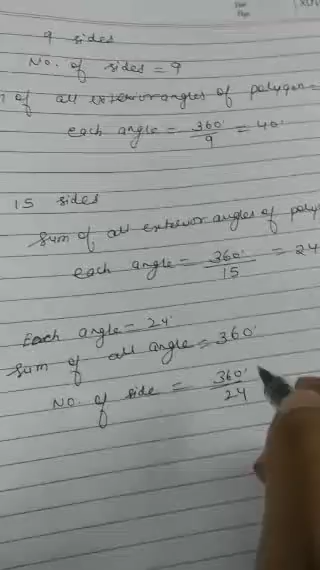 9 sides
No. of sides = 9
of all exterior angles of polygon =
each angle = 360°/9 = 40°
15 sides
Sum of all exterior angles of poly
each angle = 360°/15 = 24
Each angle = 24°
Sum of all angle = 360°
No. of side = 360°/24